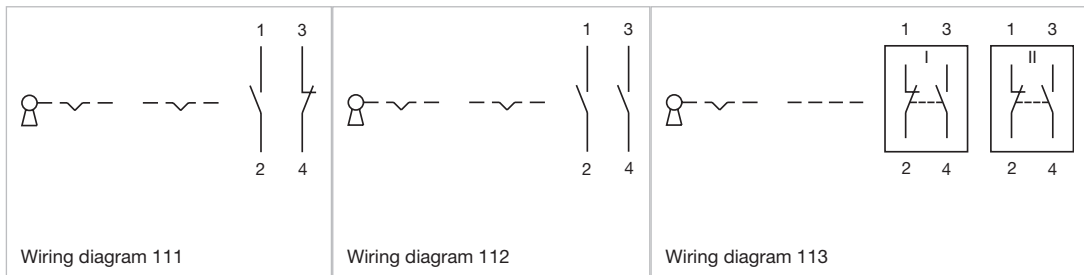 1 3
2 4
Wiring diagram 111
1 3
2 4
Wiring diagram 112
1 3 1 3
I II
2 4 2 4
Wiring diagram 113